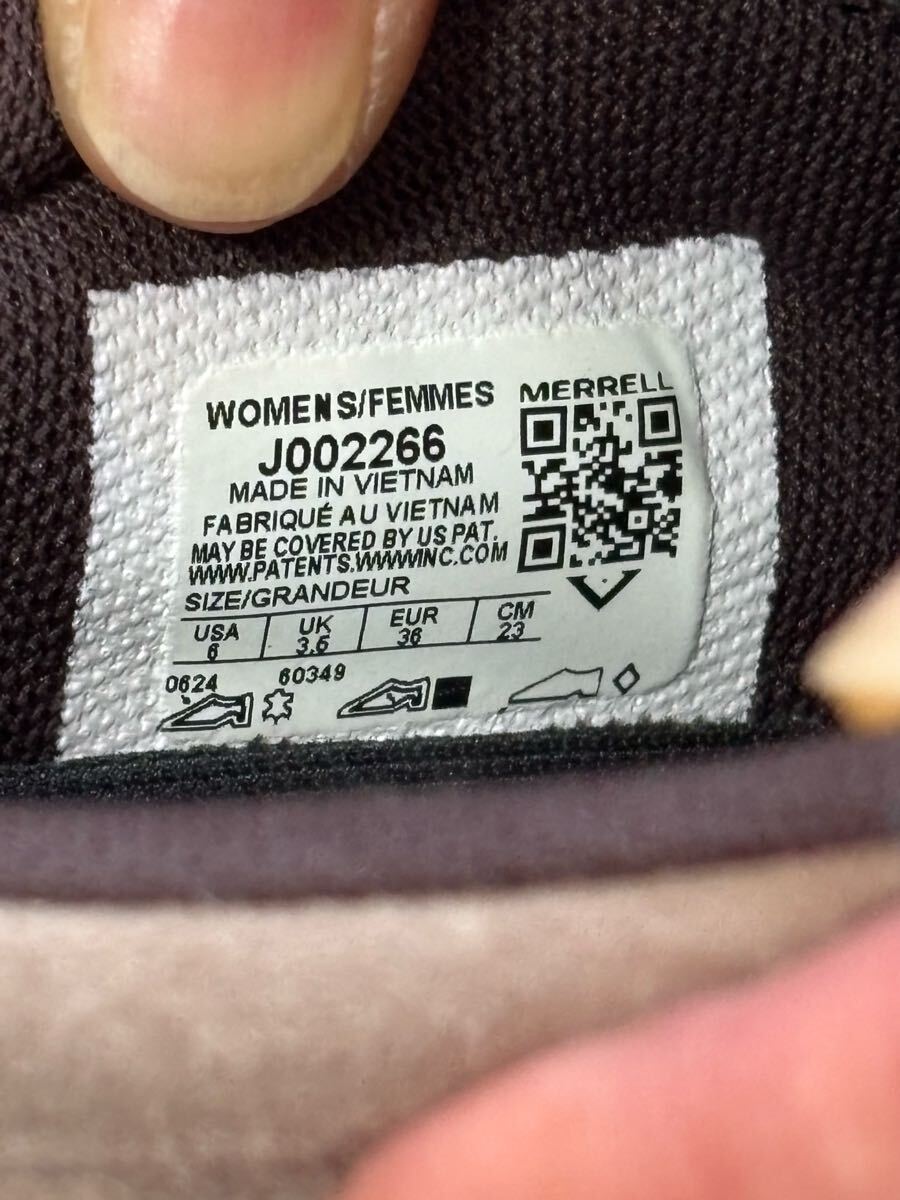 WOMENS/FEMMES
J002266
MADE IN VIETNAM
FABRIQUÉ AU VIETNAM
MAY BE COVERED BY US PAT.
WWW.PATENTS.WWWINC.COM
MERRELL
SIZE/GRANDEUR
USA UK EUR CM
6 3.5 36 23
0624 60349